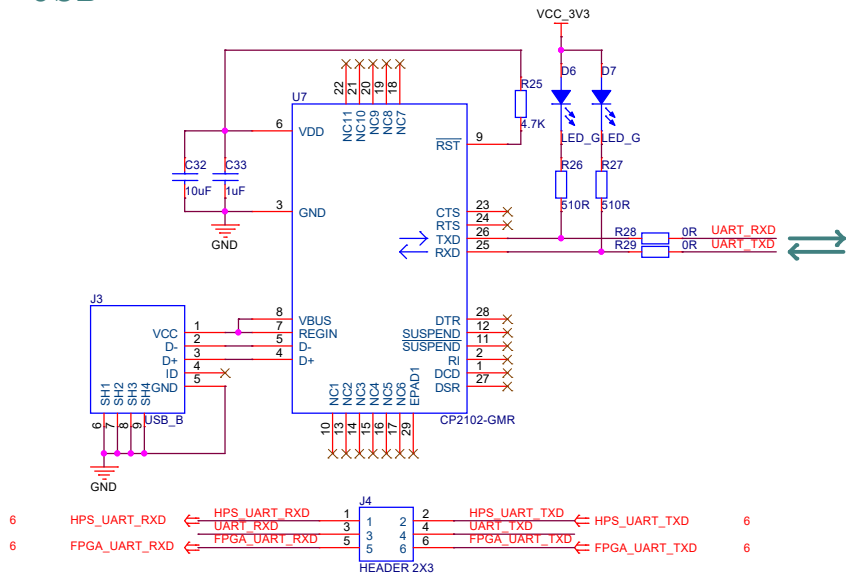 USB
VCC_3V3
22 21 20 19 18
NC11 NC10 NC9 NC8 NC7
U7
R25
4.7K
D6
D7
LED_G
LED_G
R26
R27
510R
510R
6 VDD
RST 9
C32
10uF
C33
1uF
3 GND
GND
CTS 23
RTS 24
TXD 26
RXD 25
R28 0R UART_RXD
R29 0R UART_TXD
J3
VCC 1
D- 2
D+ 3
ID 4
GND 5
SH1 SH2 SH3 SH4
6 7 8 9
USB_B
GND
8 VBUS
7 REGIN
5 D-
4 D+
DTR 28
SUSPEND 12
SUSPEND 11
RI 2
DCD 1
DSR 27
NC1 NC2 NC3 NC4 NC5 NC6 EPAD1
10 13 14 15 16 17 29
CP2102-GMR
J4
6 HPS_UART_RXD HPS_UART_RXD 1 1 2 2 HPS_UART_TXD HPS_UART_TXD 6
UART_RXD 3 3 4 4 UART_TXD
6 FPGA_UART_RXD FPGA_UART_RXD 5 5 6 6 FPGA_UART_TXD FPGA_UART_TXD 6
HEADER 2X3